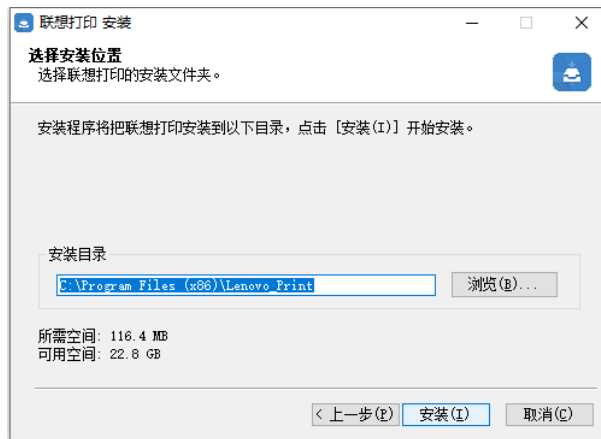 联想打印 安装
选择安装位置
选择联想打印的安装文件夹。
安装程序将把联想打印安装到以下目录，点击 [安装(I)] 开始安装。
安装目录
C:\Program Files (x86)\Lenovo_Print
浏览(B)...
所需空间: 116.4 MB
可用空间: 22.8 GB
< 上一步(P)
安装(I)
取消(C)